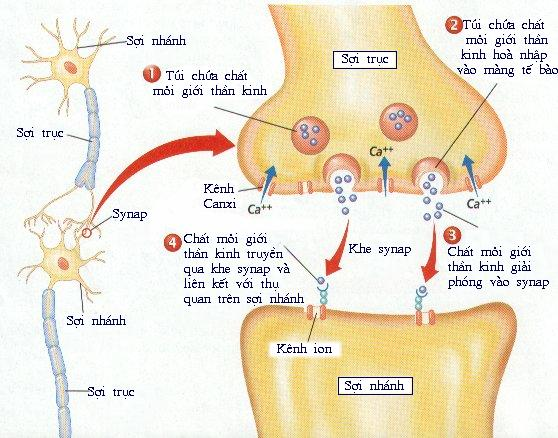 Sợi nhánh
Sợi trục
Synap
Sợi nhánh
Sợi trục
1 Túi chứa chất
môi giới thần kinh
Sợi trục
2 Túi chứa chất
môi giới thần
kinh hoà nhập
vào màng tế bào
Ca++
Kênh
Canxi
Ca++
Ca++
4 Chất môi giới
thần kinh truyền
qua khe synap và
liên kết với thụ
quan trên sợi nhánh
Khe synap
3 Chất môi giới
thần kinh giải
phóng vào synap
Kênh ion
Sợi nhánh